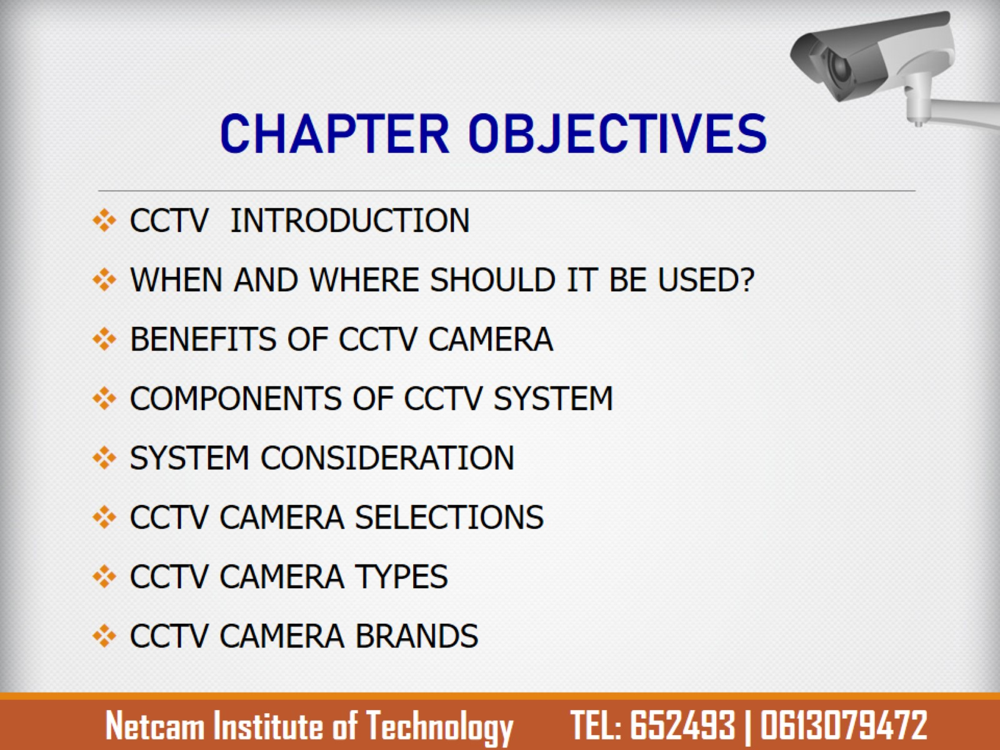 CHAPTER OBJECTIVES
CCTV  INTRODUCTION
WHEN AND WHERE SHOULD IT BE USED?
BENEFITS OF CCTV CAMERA
COMPONENTS OF CCTV SYSTEM
SYSTEM CONSIDERATION
CCTV CAMERA SELECTIONS
CCTV CAMERA TYPES
CCTV CAMERA BRANDS
Netcam Institute of Technology TEL: 652493 | 0613079472